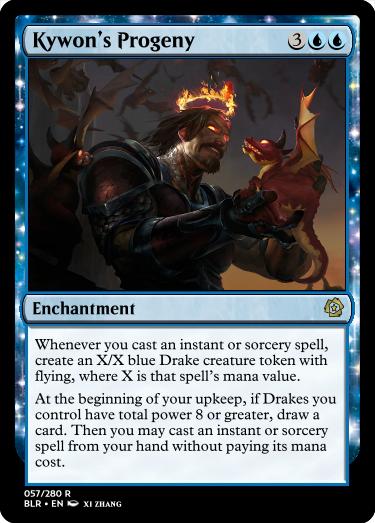 Kywon's Progeny 3
Enchantment
Whenever you cast an instant or sorcery spell,
create an X/X blue Drake creature token with
flying, where X is that spell's mana value.
At the beginning of your upkeep, if Drakes you
control have total power 8 or greater, draw a
card. Then you may cast an instant or sorcery
spell from your hand without paying its mana
cost.
057/280 R
BLR • EN XI ZHANG